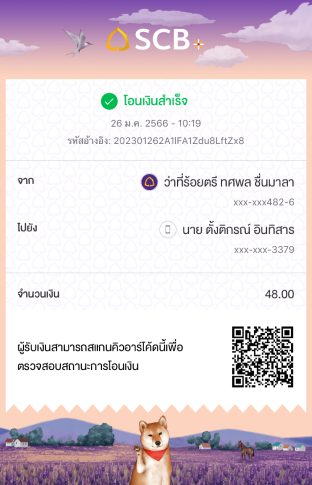 SCB
โอนเงินสำเร็จ
26 ม.ค. 2566 - 10:19
รหัสอ้างอิง: 202301262A1lFA1Zdu8LftZx8
จาก
ว่าที่ร้อยตรี ทศพล ชื่นมาลา
xxx-xxx482-6
ไปยัง
นาย ตั้งติกรณ์ อินทิสาร
xxx-xxx-3379
จำนวนเงิน
48.00
ผู้รับเงินสามารถสแกนคิวอาร์โค้ดนี้เพื่อ
ตรวจสอบสถานะการโอนเงิน